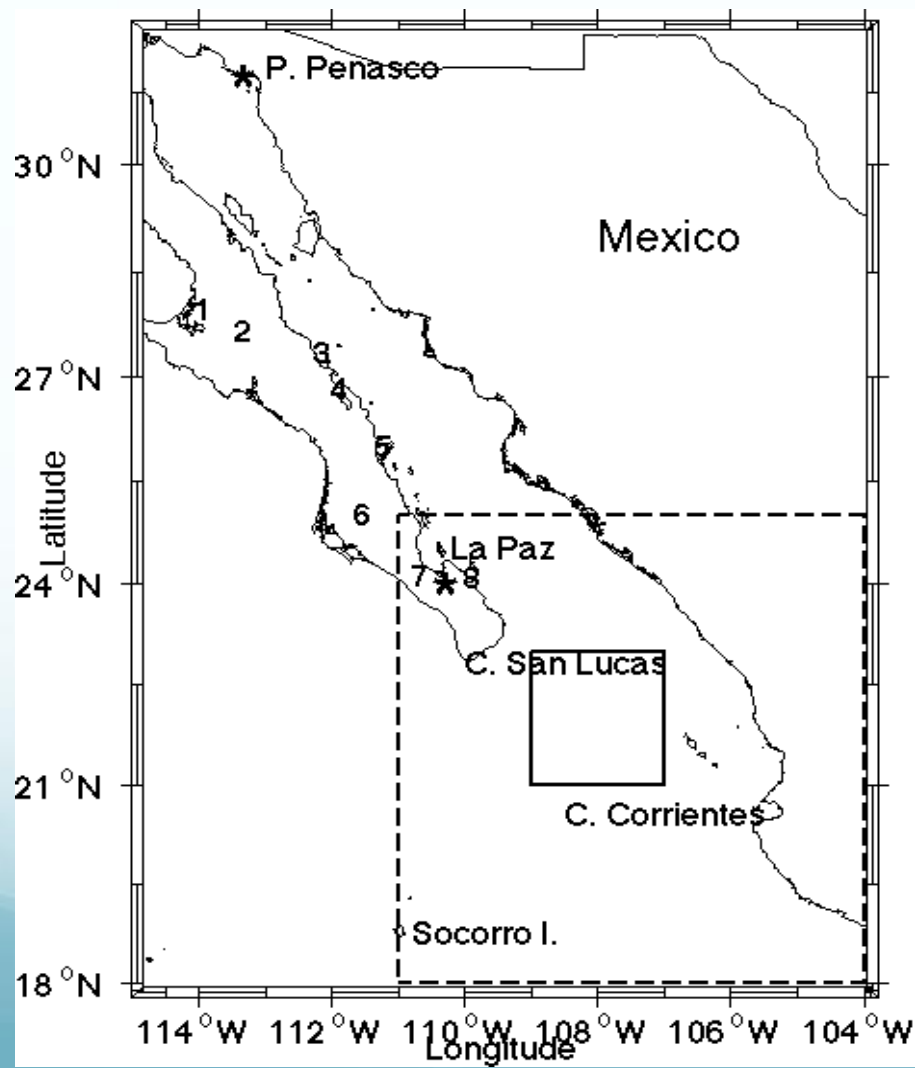 P. Penasco
30°N
Mexico
1
2
3
27°N
4
5
6
Latitude
La Paz
24°N
7
8
C. San Lucas
21°N
C. Corrientes
Socorro I.
18°N
114°W 112°W 110°W 108°W 106°W 104°W
Longitude